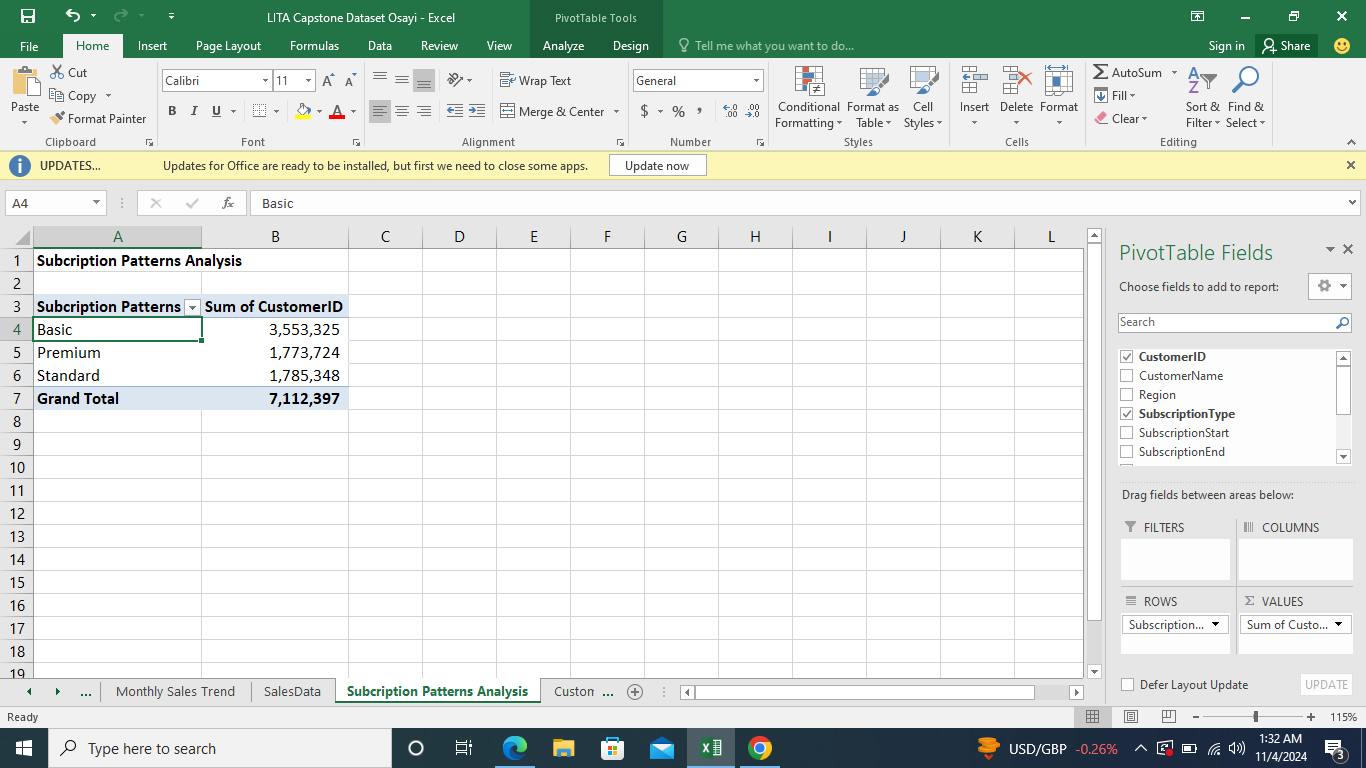 LITA Capstone Dataset Osayi - Excel
PivotTable Tools
File
Home
Insert
Page Layout
Formulas
Data
Review
View
Analyze
Design
Tell me what you want to do...
Sign in
Share
Paste
Cut
Copy
Format Painter
Clipboard
Calibri
11
B I U
Font
Wrap Text
Merge & Center
Alignment
General
$ % ,
Number
Conditional Formatting
Format as Table
Cell Styles
Styles
Insert
Delete
Format
Cells
AutoSum
Fill
Clear
Sort & Filter
Find & Select
Editing
UPDATES...
Updates for Office are ready to be installed, but first we need to close some apps.
Update now
A4
fx
Basic
A B C D E F G H I J K L
1 Subcription Patterns Analysis
2
3 Subcription Patterns Sum of CustomerID
4 Basic 3,553,325
5 Premium 1,773,724
6 Standard 1,785,348
7 Grand Total 7,112,397
8
9
10
11
12
13
14
15
16
17
18
19
PivotTable Fields
Choose fields to add to report:
Search
CustomerID
CustomerName
Region
SubscriptionType
SubscriptionStart
SubscriptionEnd
Drag fields between areas below:
FILTERS
COLUMNS
ROWS
VALUES
Subscription...
Sum of Custo...
Defer Layout Update
UPDATE
...
Monthly Sales Trend
SalesData
Subcription Patterns Analysis
Custon ...
Ready
115%
Type here to search
USD/GBP -0.26%
1:32 AM
11/4/2024
3